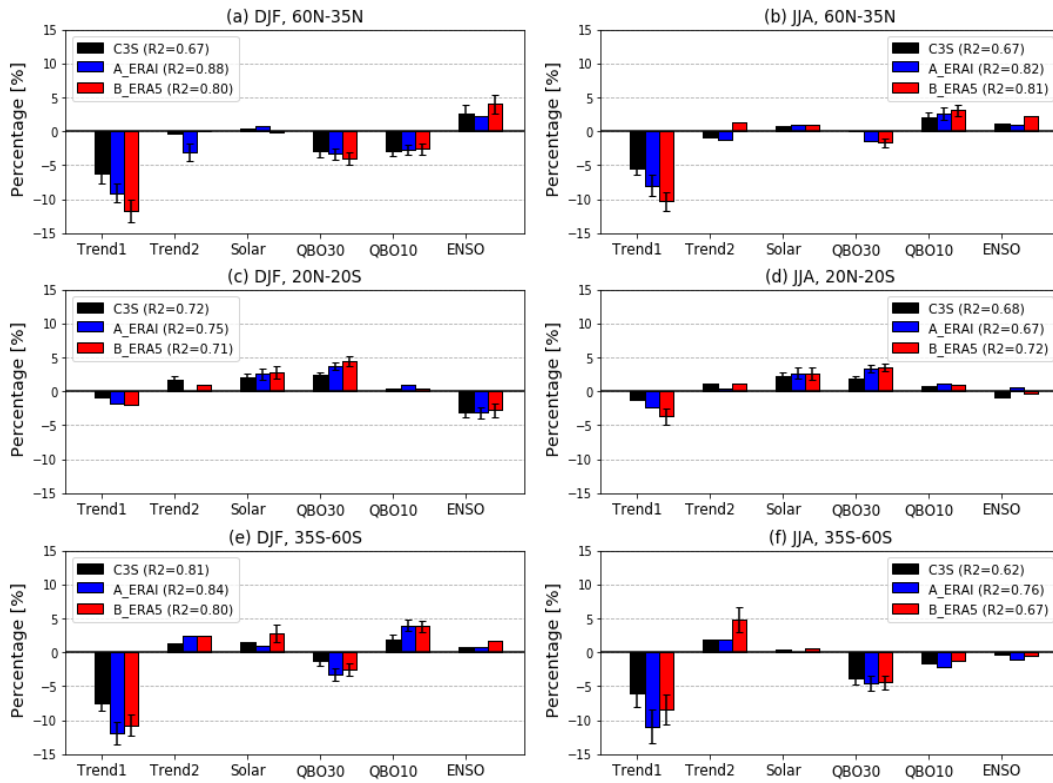 (a) DJF, 60N-35N
Percentage [%]
15
10
5
0
−5
−10
−15
C3S (R2=0.67)
A_ERAI (R2=0.88)
B_ERA5 (R2=0.80)
Trend1 Trend2 Solar QBO30 QBO10 ENSO
(b) JJA, 60N-35N
Percentage [%]
15
10
5
0
−5
−10
−15
C3S (R2=0.67)
A_ERAI (R2=0.82)
B_ERA5 (R2=0.81)
Trend1 Trend2 Solar QBO30 QBO10 ENSO
(c) DJF, 20N-20S
Percentage [%]
15
10
5
0
−5
−10
−15
C3S (R2=0.72)
A_ERAI (R2=0.75)
B_ERA5 (R2=0.71)
Trend1 Trend2 Solar QBO30 QBO10 ENSO
(d) JJA, 20N-20S
Percentage [%]
15
10
5
0
−5
−10
−15
C3S (R2=0.68)
A_ERAI (R2=0.67)
B_ERA5 (R2=0.72)
Trend1 Trend2 Solar QBO30 QBO10 ENSO
(e) DJF, 35S-60S
Percentage [%]
15
10
5
0
−5
−10
−15
C3S (R2=0.81)
A_ERAI (R2=0.84)
B_ERA5 (R2=0.80)
Trend1 Trend2 Solar QBO30 QBO10 ENSO
(f) JJA, 35S-60S
Percentage [%]
15
10
5
0
−5
−10
−15
C3S (R2=0.62)
A_ERAI (R2=0.76)
B_ERA5 (R2=0.67)
Trend1 Trend2 Solar QBO30 QBO10 ENSO